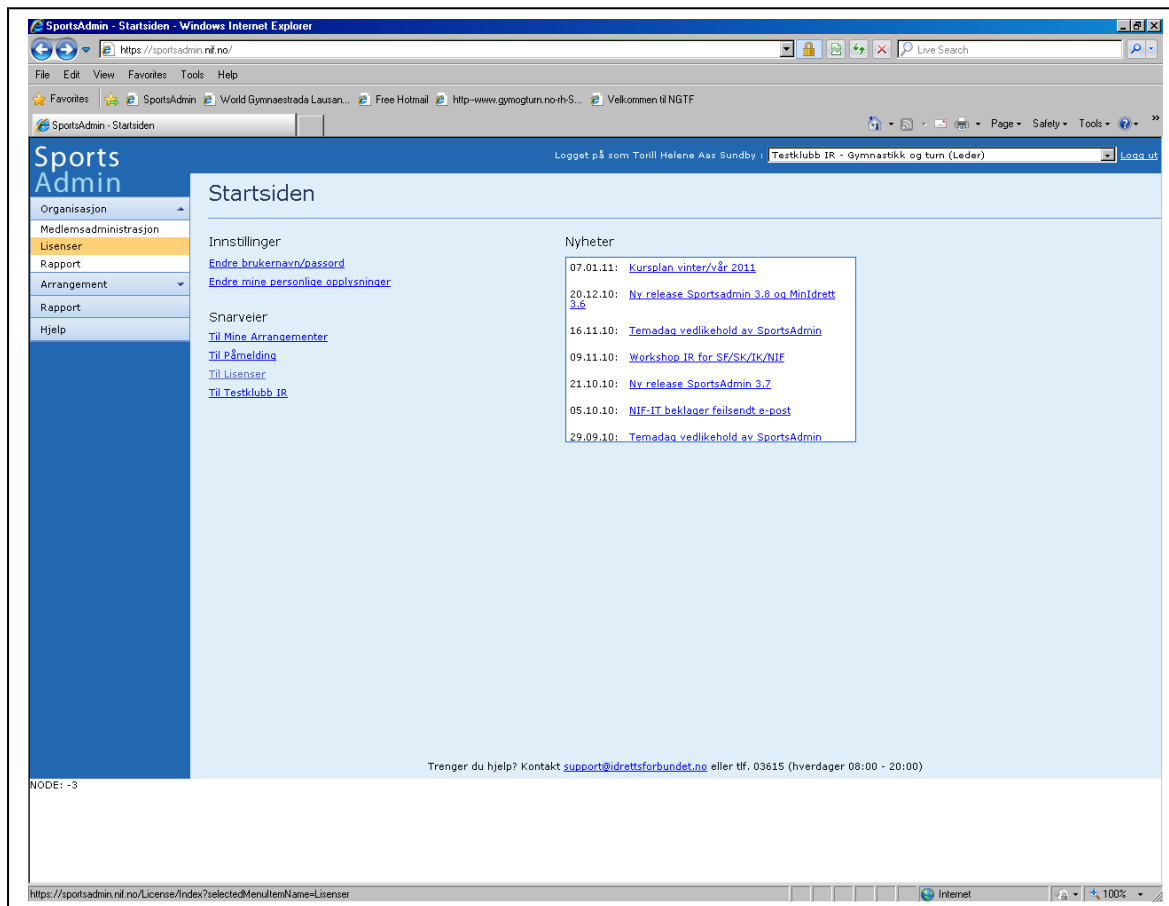 SportsAdmin - Startsiden - Windows Internet Explorer
https://sportsadmin.nif.no/
Live Search
File Edit View Favorites Tools Help
Favorites SportsAdmin World Gymnaestrada Lausan... Free Hotmail http--www.gymogturn.no-rh-S... Velkommen til NGTF
SportsAdmin - Startsiden
Page Safety Tools
Sports
Admin
Logget på som Torill Helene Aas Sundby : Testklubb IR - Gymnastikk og turn (Leder) Logg ut
Startsiden
Organisasjon
Medlemsadministrasjon
Lisenser
Rapport
Arrangement
Rapport
Hjelp
Innstillinger
Endre brukernavn/passord
Endre mine personlige opplysninger
Snarveier
Til Mine Arrangementer
Til Påmelding
Til Lisenser
Til Testklubb IR
Nyheter
07.01.11: Kursplan vinter/vår 2011
20.12.10: Ny release Sportsadmin 3.8 og MinIdrett
3.6
16.11.10: Temadag vedlikehold av SportsAdmin
09.11.10: Workshop IR for SF/SK/IK/NIF
21.10.10: Ny release SportsAdmin 3.7
05.10.10: NIF-IT beklager feilsendt e-post
29.09.10: Temadag vedlikehold av SportsAdmin
Trenger du hjelp? Kontakt support@idrettsforbundet.no eller tlf. 03615 (hverdager 08:00 - 20:00)
NODE: -3
https://sportsadmin.nif.no/License/Index?selectedMenuItemName=Lisenser
Internet
100%